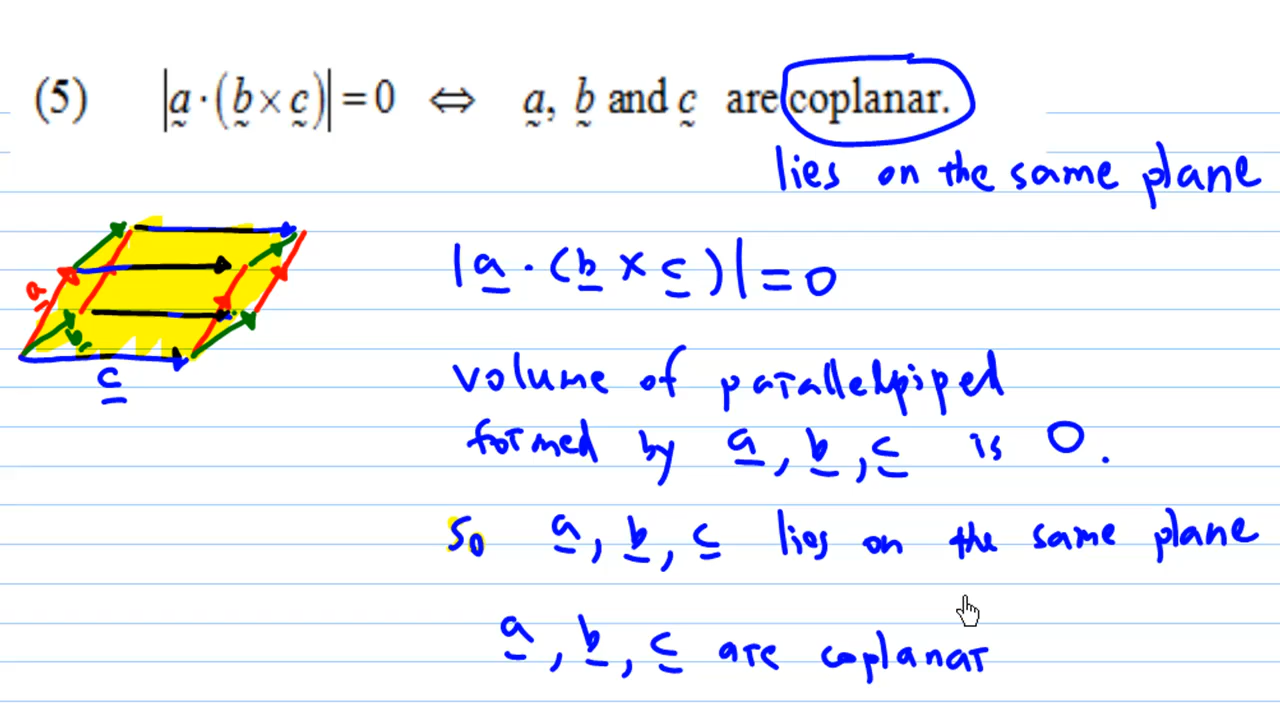 (5) |a · (b × c)| = 0 ⇔ a, b and c are coplanar.
lies on the same plane
|a · (b × c)| = 0
a
b
c
volume of parallelepiped
formed by a, b, c is 0.
So a, b, c lies on the same plane
a, b, c are coplanar